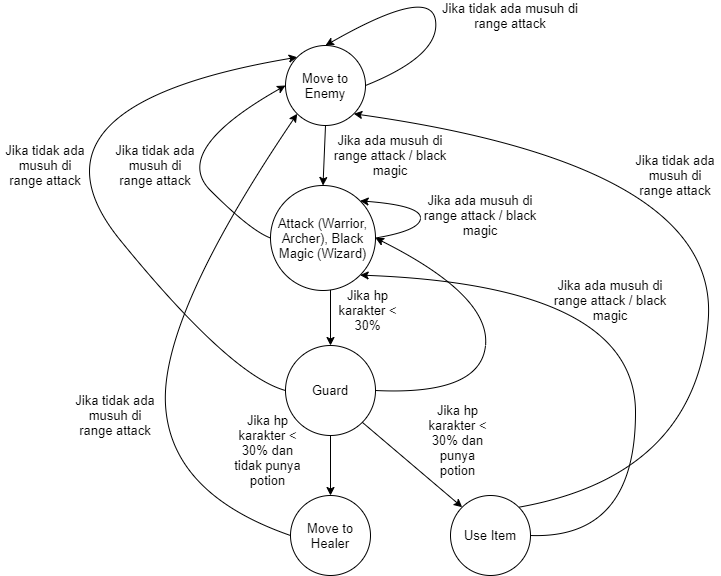 Jika tidak ada musuh di
range attack
Move to
Enemy
Jika tidak ada
musuh di
range attack
Jika tidak ada
musuh di
range attack
Jika ada musuh di
range attack / black
magic
Jika tidak ada
musuh di
range attack
Jika ada musuh di
range attack / black
magic
Attack (Warrior,
Archer), Black
Magic (Wizard)
Jika ada musuh di
range attack / black
magic
Jika hp
karakter <
30%
Guard
Jika tidak ada
musuh di
range attack
Jika hp
karakter <
30% dan
tidak punya
potion
Jika hp
karakter <
30% dan
punya
potion
Move to
Healer
Use Item